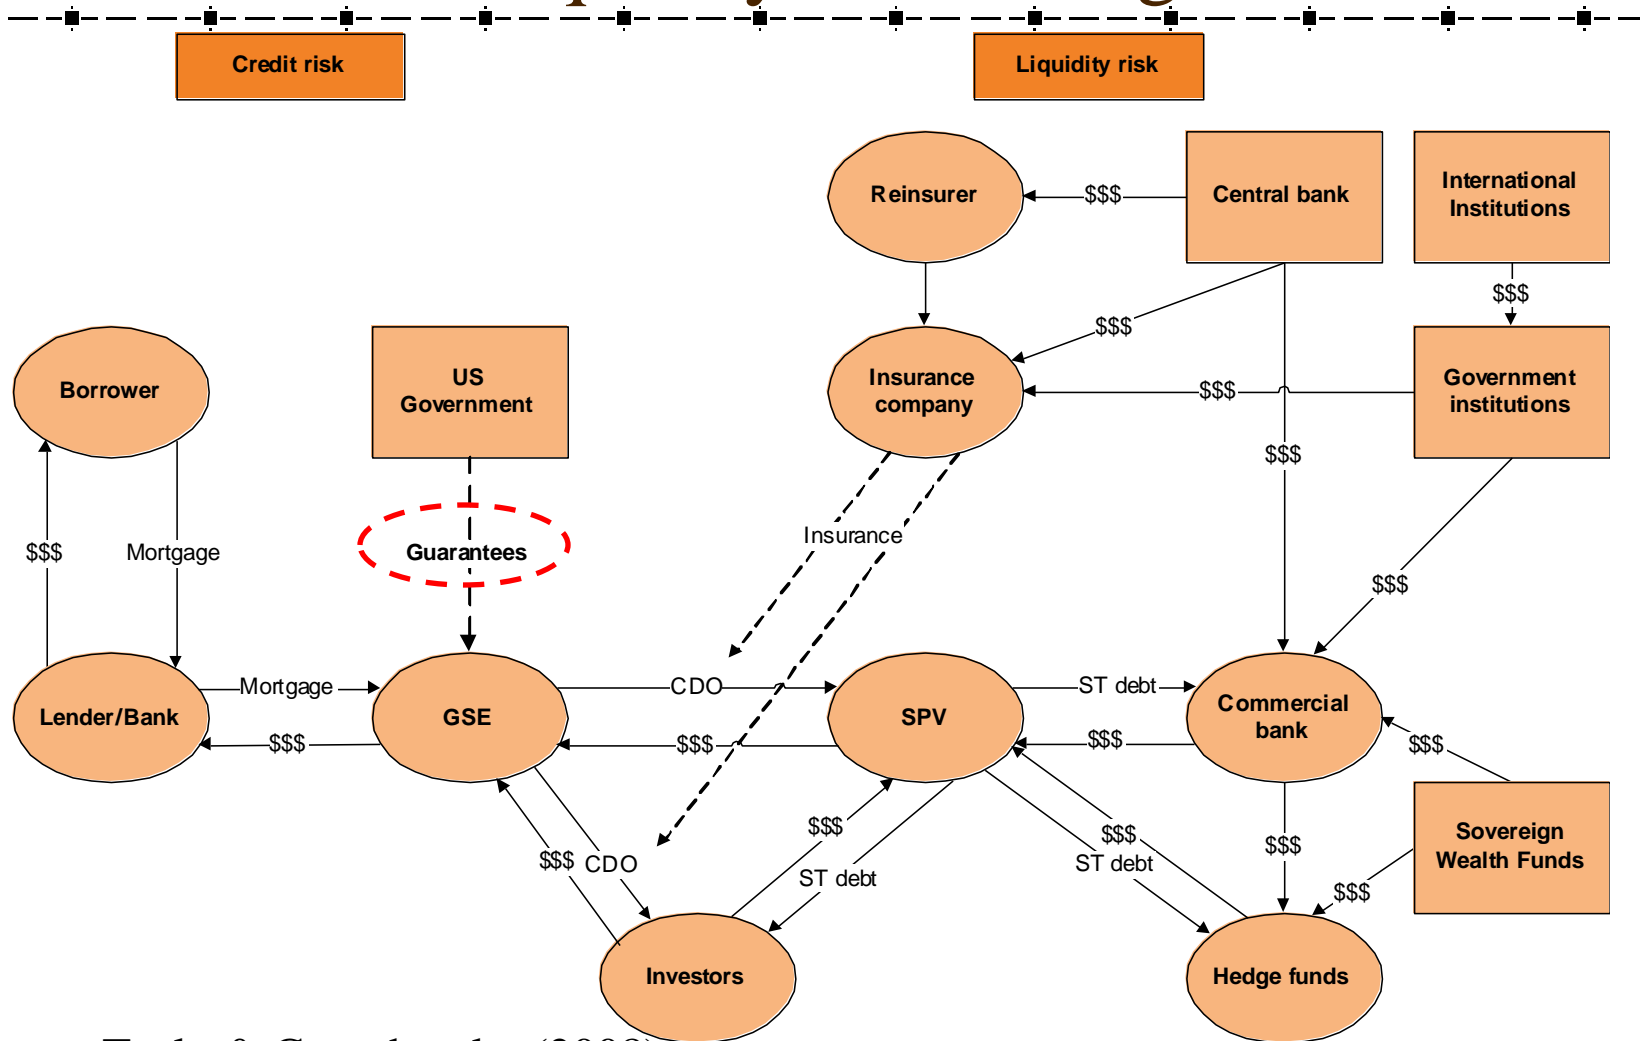 Credit risk
Liquidity risk
Reinsurer
$$$
Central bank
International
Institutions
$$$
$$$
Borrower
US
Government
Insurance
company
$$$
Government
institutions
$$$
Insurance
$$$
Mortgage
Guarantees
$$$
Mortgage
CDO
ST debt
Lender/Bank
GSE
SPV
Commercial
bank
$$$
$$$
$$$
$$$
$$$
$$$
$$$
CDO
ST debt
ST debt
$$$
Sovereign
Wealth Funds
$$$
Investors
Hedge funds
(2008)